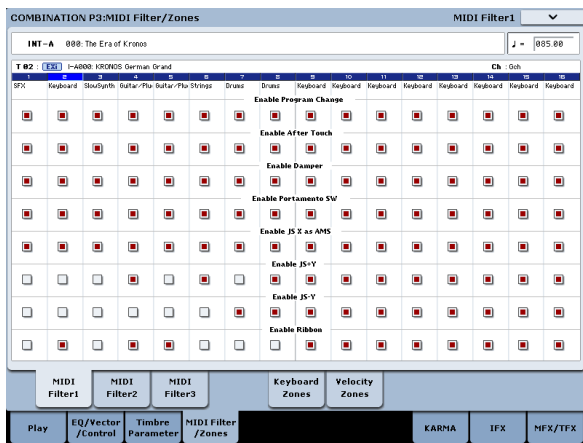 COMBINATION P3:MIDI Filter/Zones MIDI Filter1
INT-A 000: The Era of Kronos ♩= 085.00
T 02 : EXi I-A000: KRONOS German Grand Ch : Gch
1 2 3 4 5 6 7 8 9 10 11 12 13 14 15 16
SFX Keyboard SlowSynth Guitar/Plu Guitar/Plu Strings Drums Drums Keyboard Keyboard Keyboard Keyboard Keyboard Keyboard Keyboard Keyboard
Enable Program Change
Enable After Touch
Enable Damper
Enable Portamento SW
Enable JS X as AMS
Enable JS+Y
Enable JS-Y
Enable Ribbon
MIDI Filter1 MIDI Filter2 MIDI Filter3 Keyboard Zones Velocity Zones
Play EQ/Vector /Control Timbre Parameter MIDI Filter /Zones KARMA IFX MFX/TFX